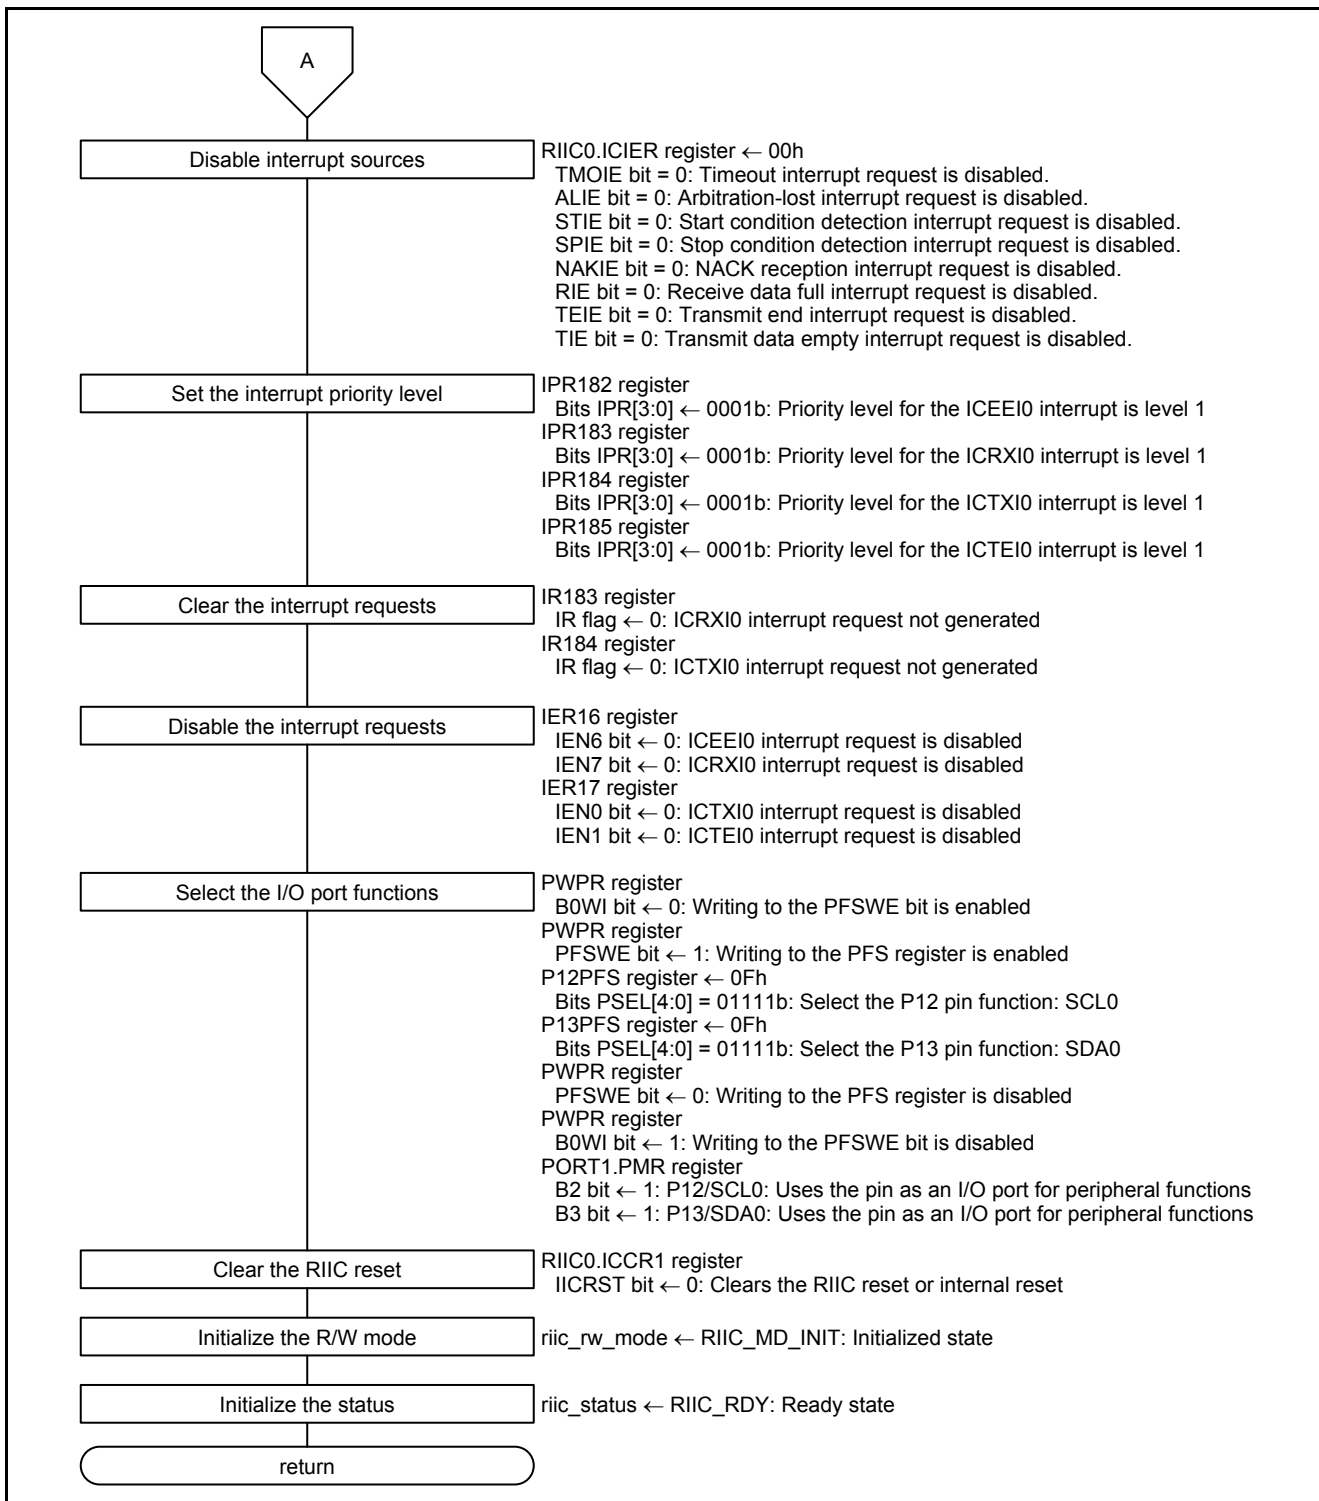 A
Disable interrupt sources
RIIC0.ICIER register ← 00h
TMOIE bit = 0: Timeout interrupt request is disabled.
ALIE bit = 0: Arbitration-lost interrupt request is disabled.
STIE bit = 0: Start condition detection interrupt request is disabled.
SPIE bit = 0: Stop condition detection interrupt request is disabled.
NAKIE bit = 0: NACK reception interrupt request is disabled.
RIE bit = 0: Receive data full interrupt request is disabled.
TEIE bit = 0: Transmit end interrupt request is disabled.
TIE bit = 0: Transmit data empty interrupt request is disabled.
Set the interrupt priority level
IPR182 register
Bits IPR[3:0] ← 0001b: Priority level for the ICEEI0 interrupt is level 1
IPR183 register
Bits IPR[3:0] ← 0001b: Priority level for the ICRXI0 interrupt is level 1
IPR184 register
Bits IPR[3:0] ← 0001b: Priority level for the ICTXI0 interrupt is level 1
IPR185 register
Bits IPR[3:0] ← 0001b: Priority level for the ICTEI0 interrupt is level 1
Clear the interrupt requests
IR183 register
IR flag ← 0: ICRXI0 interrupt request not generated
IR184 register
IR flag ← 0: ICTXI0 interrupt request not generated
Disable the interrupt requests
IER16 register
IEN6 bit ← 0: ICEEI0 interrupt request is disabled
IEN7 bit ← 0: ICRXI0 interrupt request is disabled
IER17 register
IEN0 bit ← 0: ICTXI0 interrupt request is disabled
IEN1 bit ← 0: ICTEI0 interrupt request is disabled
Select the I/O port functions
PWPR register
B0WI bit ← 0: Writing to the PFSWE bit is enabled
PWPR register
PFSWE bit ← 1: Writing to the PFS register is enabled
P12PFS register ← 0Fh
Bits PSEL[4:0] = 01111b: Select the P12 pin function: SCL0
P13PFS register ← 0Fh
Bits PSEL[4:0] = 01111b: Select the P13 pin function: SDA0
PWPR register
PFSWE bit ← 0: Writing to the PFS register is disabled
PWPR register
B0WI bit ← 1: Writing to the PFSWE bit is disabled
PORT1.PMR register
B2 bit ← 1: P12/SCL0: Uses the pin as an I/O port for peripheral functions
B3 bit ← 1: P13/SDA0: Uses the pin as an I/O port for peripheral functions
Clear the RIIC reset
RIIC0.ICCR1 register
IICRST bit ← 0: Clears the RIIC reset or internal reset
Initialize the R/W mode
riic_rw_mode ← RIIC_MD_INIT: Initialized state
Initialize the status
riic_status ← RIIC_RDY: Ready state
return